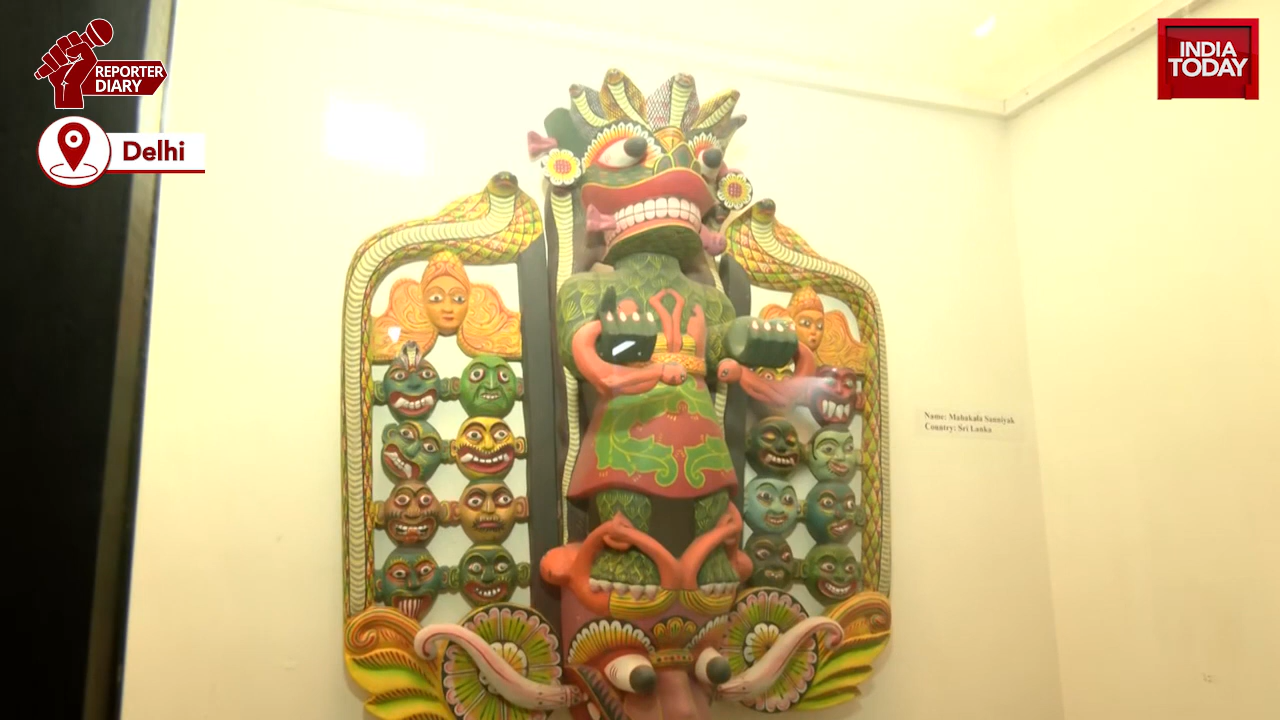 REPORTER
DIARY
Delhi
INDIA
TODAY
Name: Mahakala Sanniyak
Country: Sri Lanka